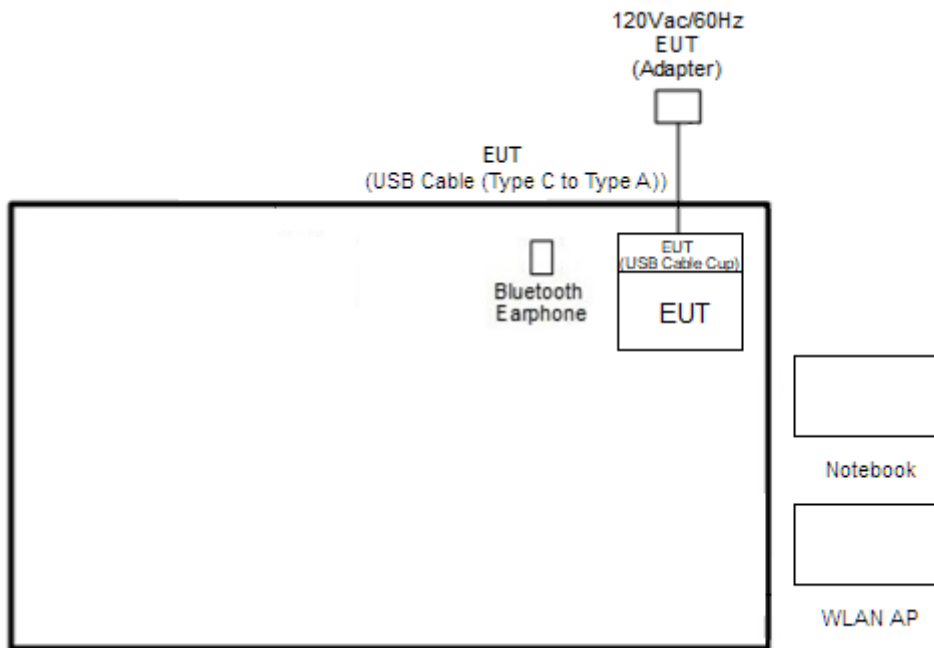 120Vac/60Hz
EUT
(Adapter)
EUT
(USB Cable (Type C to Type A))
EUT
(USB Cable Cup)
EUT
Bluetooth
Earphone
Notebook
WLAN AP